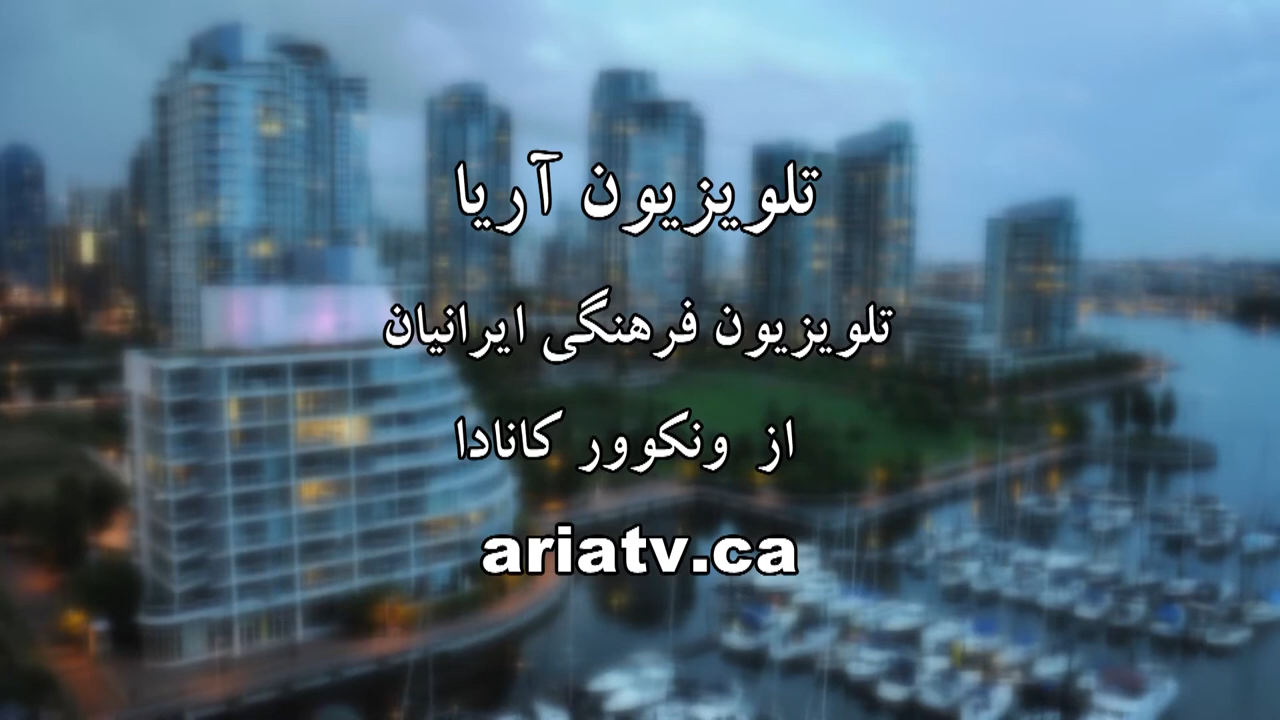 تلویزیون آریا
تلویزیون فرهنگی ایرانیان
از ونکوور کانادا
ariatv.ca